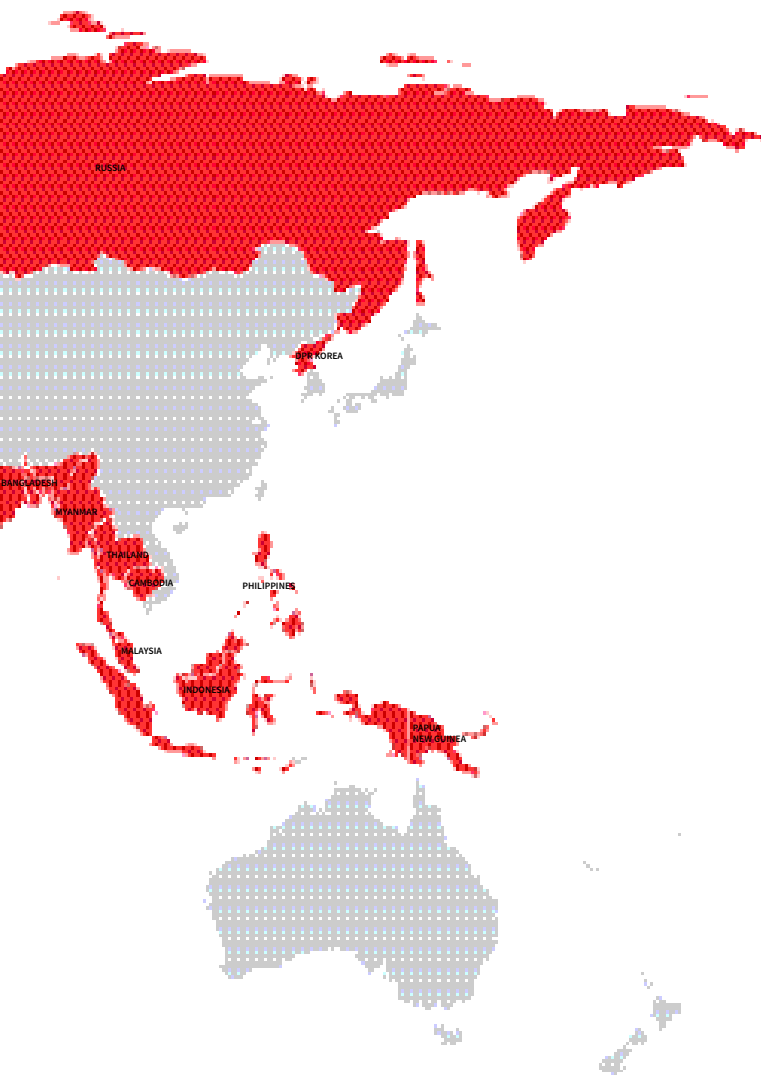 RUSSIA
DPR KOREA
BANGLADESH
MYANMAR
THAILAND
CAMBODIA
PHILIPPINES
MALAYSIA
INDONESIA
PAPUA
NEW GUINEA